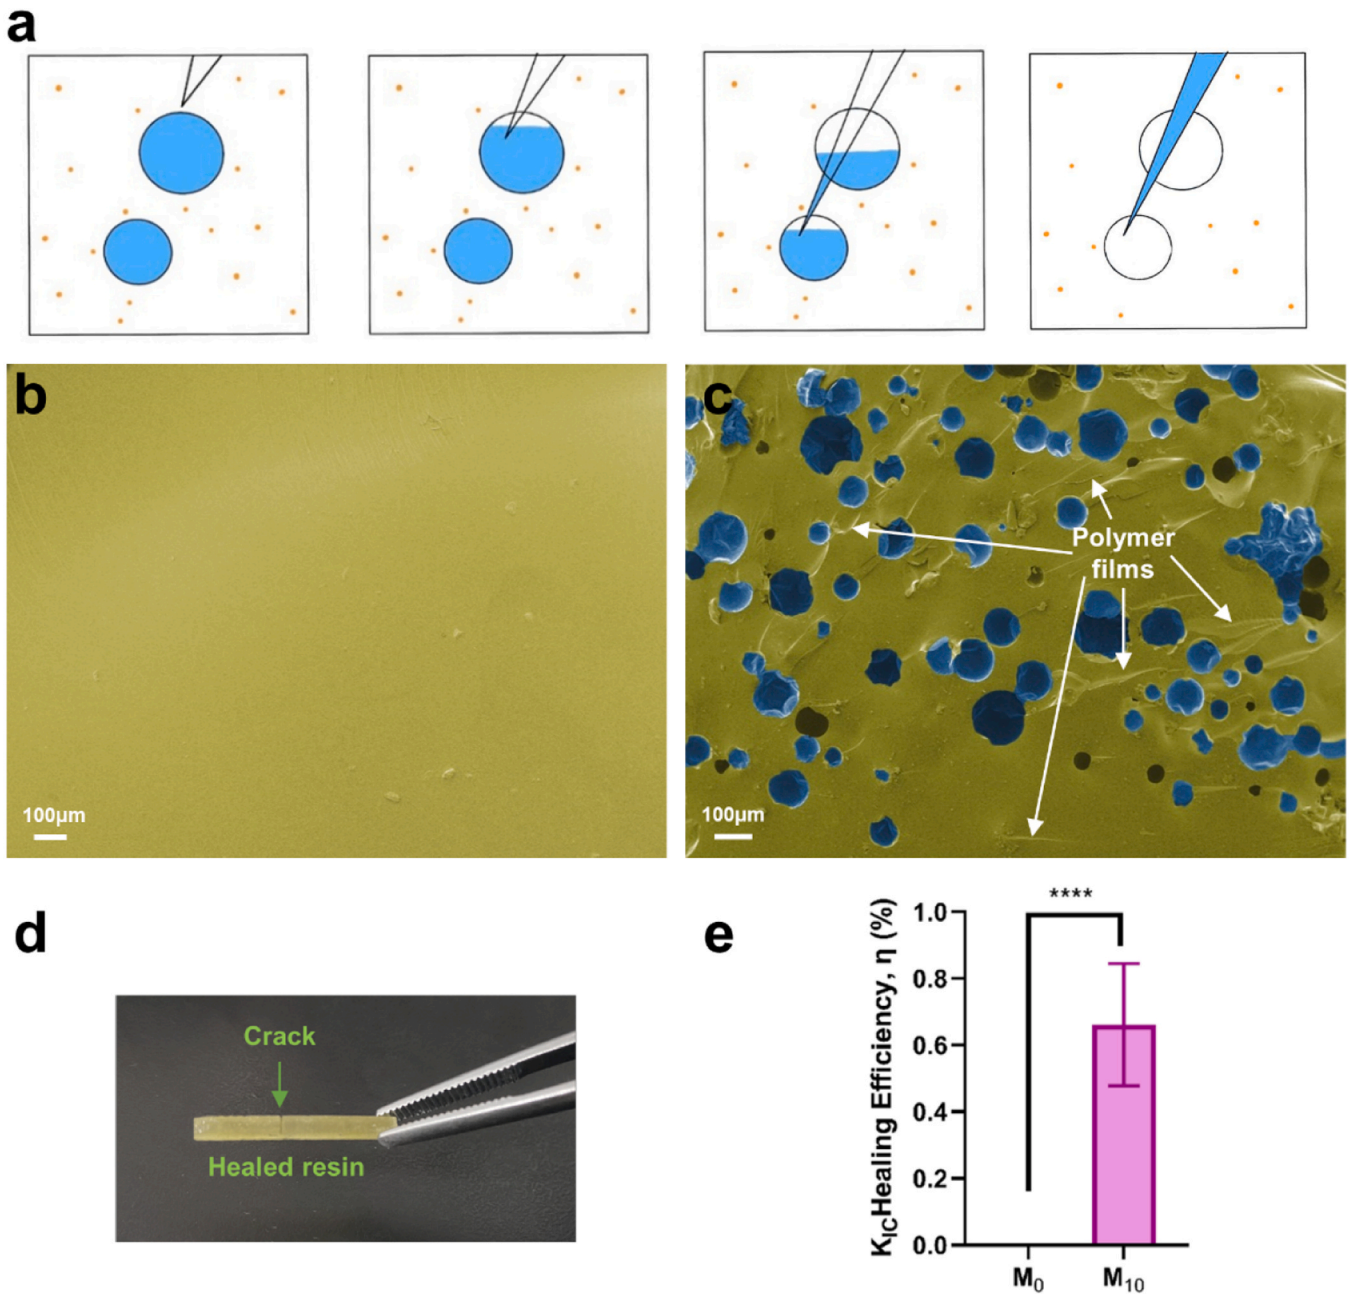 a
b
c
Polymer
films
100µm
100µm
d
Crack
Healed resin
e
****
K_IC Healing Efficiency, η (%)
1.0
0.8
0.6
0.4
0.2
0.0
M₀
M₁₀